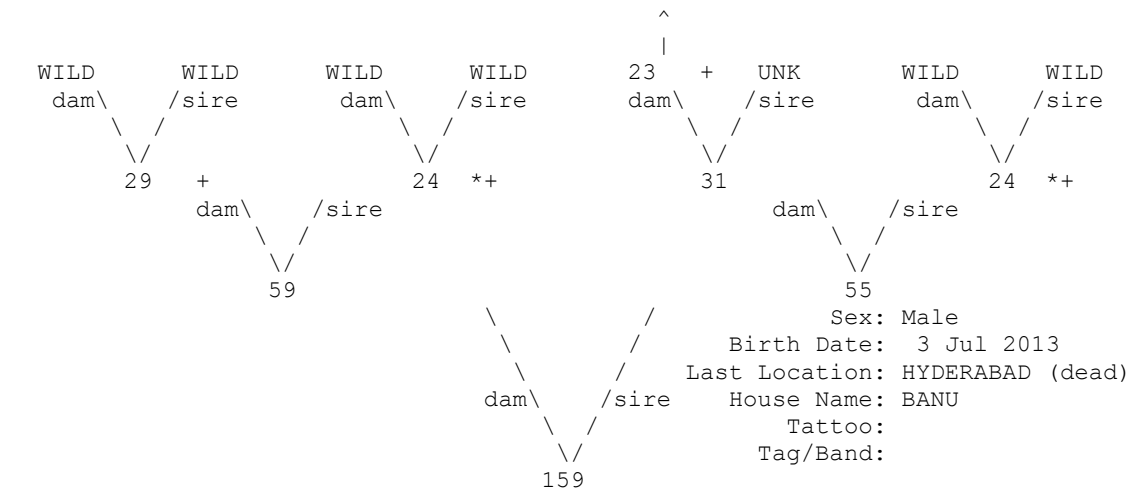 ^
                                             |
  WILD      WILD      WILD      WILD       23   +   UNK       WILD      WILD
   dam\    /sire       dam\    /sire       dam\    /sire       dam\    /sire
       \  /                \  /                \  /                \  /
        \/                  \/                  \/                  \/
        29   +              24  *+              31                  24  *+
             dam\    /sire                           dam\    /sire
                 \  /                                    \  /
                  \/                                      \/
                  59                                      55
                                 \          /            Sex: Male
                                  \        /      Birth Date:  3 Jul 2013
                                   \      /    Last Location: HYDERABAD (dead)
                                 dam\    /sire    House Name: BANU
                                     \  /             Tattoo:
                                      \/            Tag/Band:
                                     159